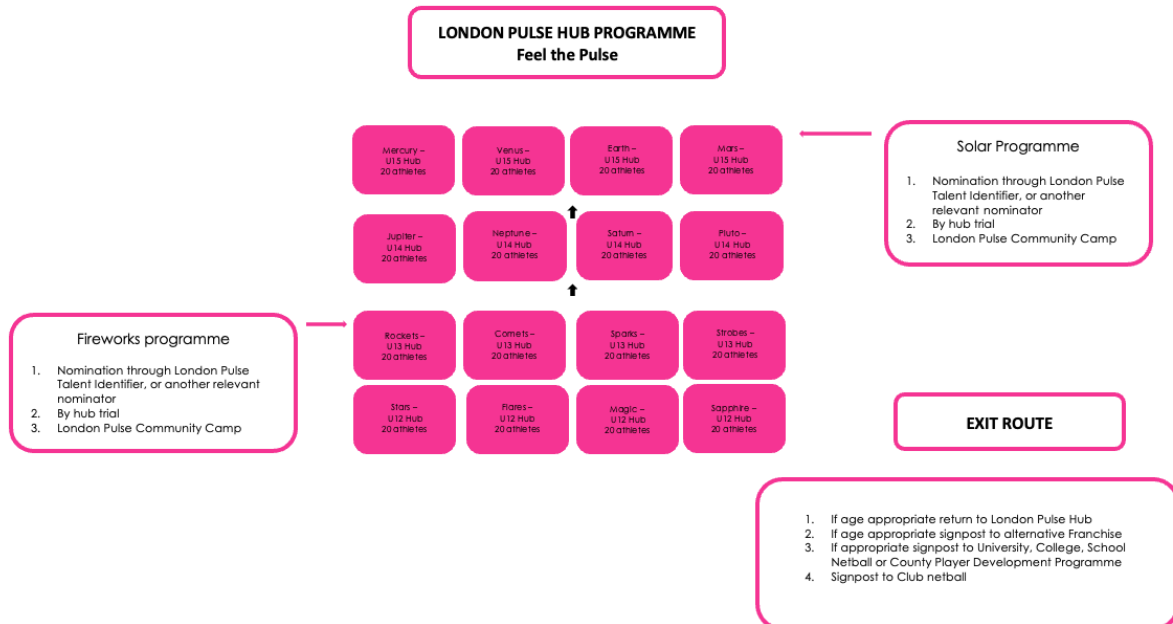 LONDON PULSE HUB PROGRAMME
Feel the Pulse
Mercury –
U15 Hub
20 athletes
Venus –
U15 Hub
20 athletes
Earth –
U15 Hub
20 athletes
Mars –
U15 Hub
20 athletes
Solar Programme
1. Nomination through London Pulse
Talent Identifier, or another
relevant nominator
2. By hub trial
3. London Pulse Community Camp
Jupiter –
U14 Hub
20 athletes
Neptune –
U14 Hub
20 athletes
Saturn –
U14 Hub
20 athletes
Pluto –
U14 Hub
20 athletes
Fireworks programme
1. Nomination through London Pulse
Talent Identifier, or another relevant
nominator
2. By hub trial
3. London Pulse Community Camp
Rockets –
U13 Hub
20 athletes
Comets –
U13 Hub
20 athletes
Sparks –
U13 Hub
20 athletes
Strobes –
U13 Hub
20 athletes
Stars –
U12 Hub
20 athletes
Flares –
U12 Hub
20 athletes
Magic –
U12 Hub
20 athletes
Sapphire –
U12 Hub
20 athletes
EXIT ROUTE
1. If age appropriate return to London Pulse Hub
2. If age appropriate signpost to alternative Franchise
3. If appropriate signpost to University, College, School
Netball or County Player Development Programme
4. Signpost to Club netball